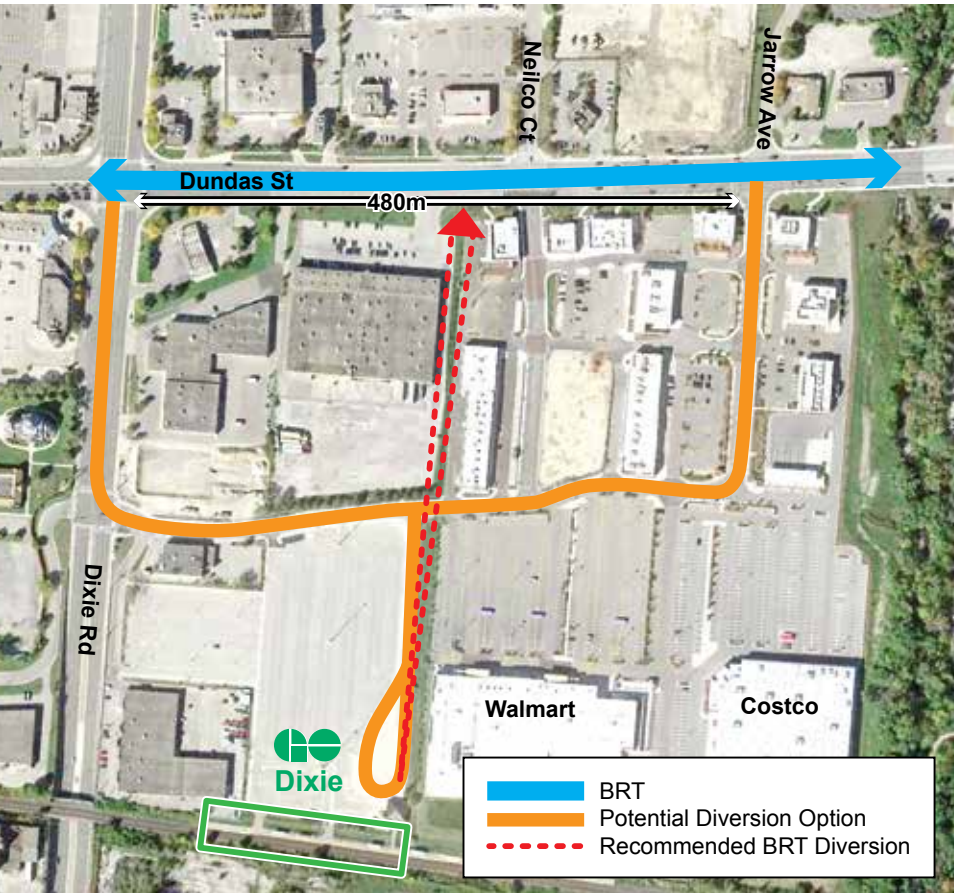 Neilco Ct
Jarrow Ave
Dundas St
480m
Dixie Rd
GO
Dixie
Walmart
Costco
BRT
Potential Diversion Option
Recommended BRT Diversion